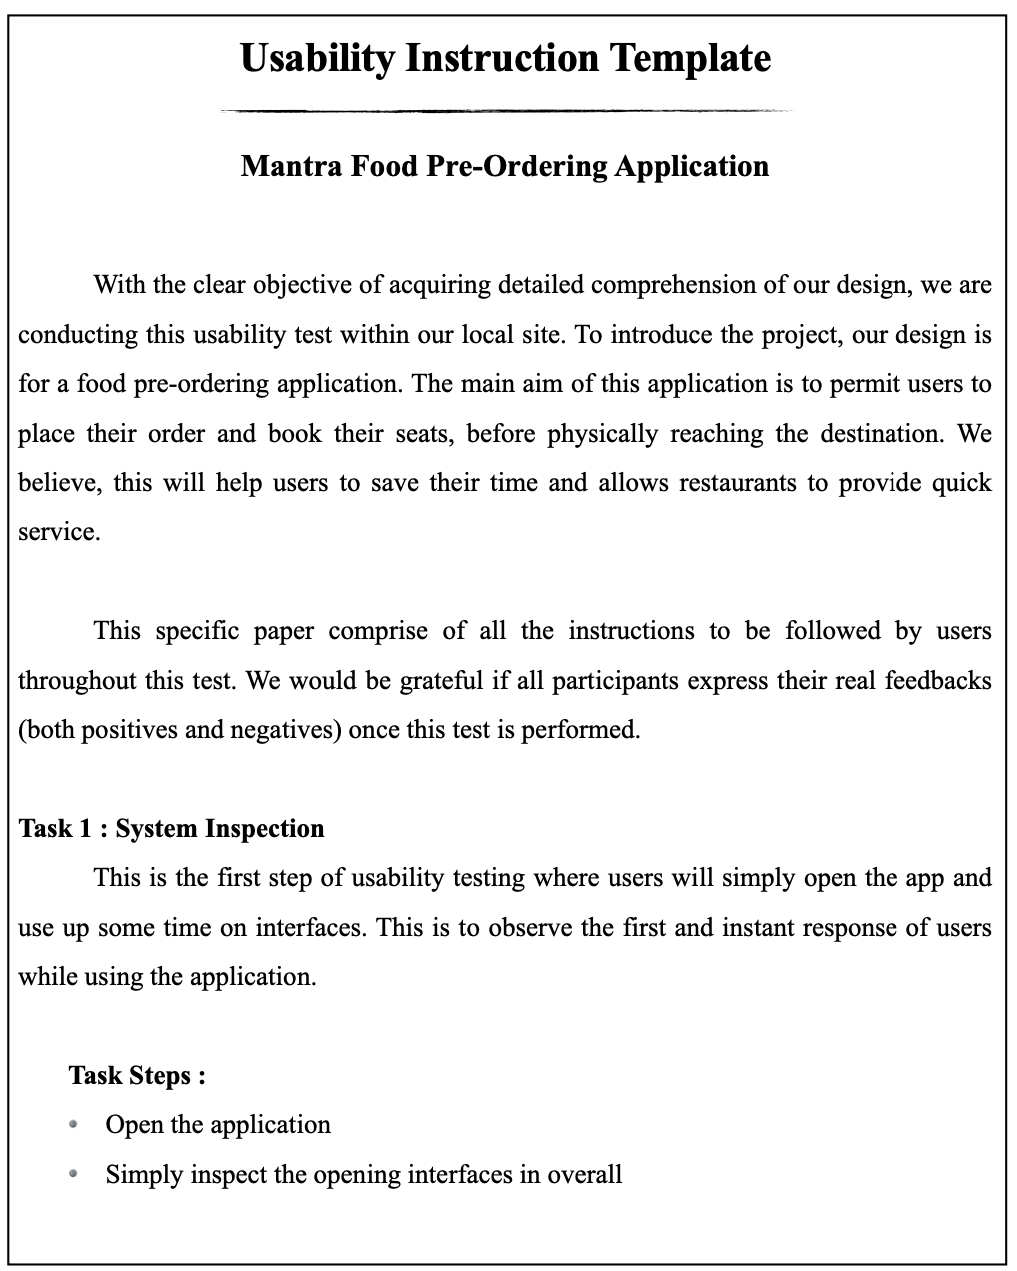 Usability Instruction Template
Mantra Food Pre-Ordering Application
With the clear objective of acquiring detailed comprehension of our design, we are
conducting this usability test within our local site. To introduce the project, our design is
for a food pre-ordering application. The main aim of this application is to permit users to
place their order and book their seats, before physically reaching the destination. We
believe, this will help users to save their time and allows restaurants to provide quick
service.
This specific paper comprise of all the instructions to be followed by users
throughout this test. We would be grateful if all participants express their real feedbacks
(both positives and negatives) once this test is performed.
Task 1 : System Inspection
This is the first step of usability testing where users will simply open the app and
use up some time on interfaces. This is to observe the first and instant response of users
while using the application.
Task Steps :
• Open the application
• Simply inspect the opening interfaces in overall